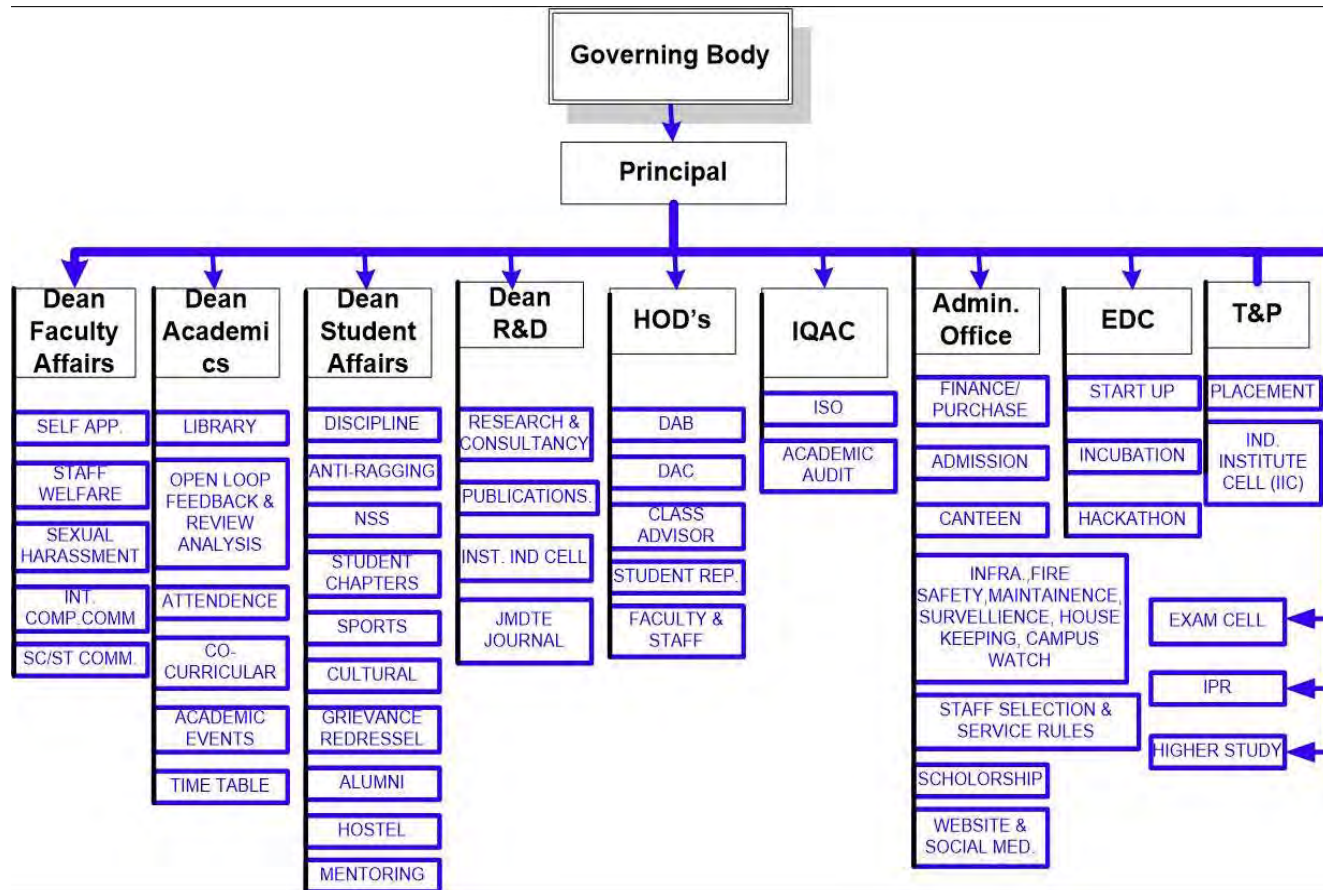 Governing Body
Principal
Dean
Faculty
Affairs
SELF APP.
STAFF
WELFARE
SEXUAL
HARASSMENT
INT.
COMP.COMM
SC/ST COMM.
Dean
Academi
cs
LIBRARY
OPEN LOOP
FEEDBACK &
REVIEW
ANALYSIS
ATTENDENCE
CO-
CURRICULAR
ACADEMIC
EVENTS
TIME TABLE
Dean
Student
Affairs
DISCIPLINE
ANTI-RAGGING
NSS
STUDENT
CHAPTERS
SPORTS
CULTURAL
GRIEVANCE
REDRESSEL
ALUMNI
HOSTEL
MENTORING
Dean
R&D
RESEARCH &
CONSULTANCY
PUBLICATIONS.
INST. IND CELL
JMDTE
JOURNAL
HOD's
DAB
DAC
CLASS
ADVISOR
STUDENT REP.
FACULTY &
STAFF
IQAC
ISO
ACADEMIC
AUDIT
Admin.
Office
FINANCE/
PURCHASE
ADMISSION
CANTEEN
INFRA.,FIRE
SAFETY,MAINTAINENCE,
SURVELLIENCE, HOUSE
KEEPING, CAMPUS
WATCH
STAFF SELECTION &
SERVICE RULES
SCHOLORSHIP
WEBSITE &
SOCIAL MED.
EDC
START UP
INCUBATION
HACKATHON
T&P
PLACEMENT
IND.
INSTITUTE
CELL (IIC)
EXAM CELL
IPR
HIGHER STUDY